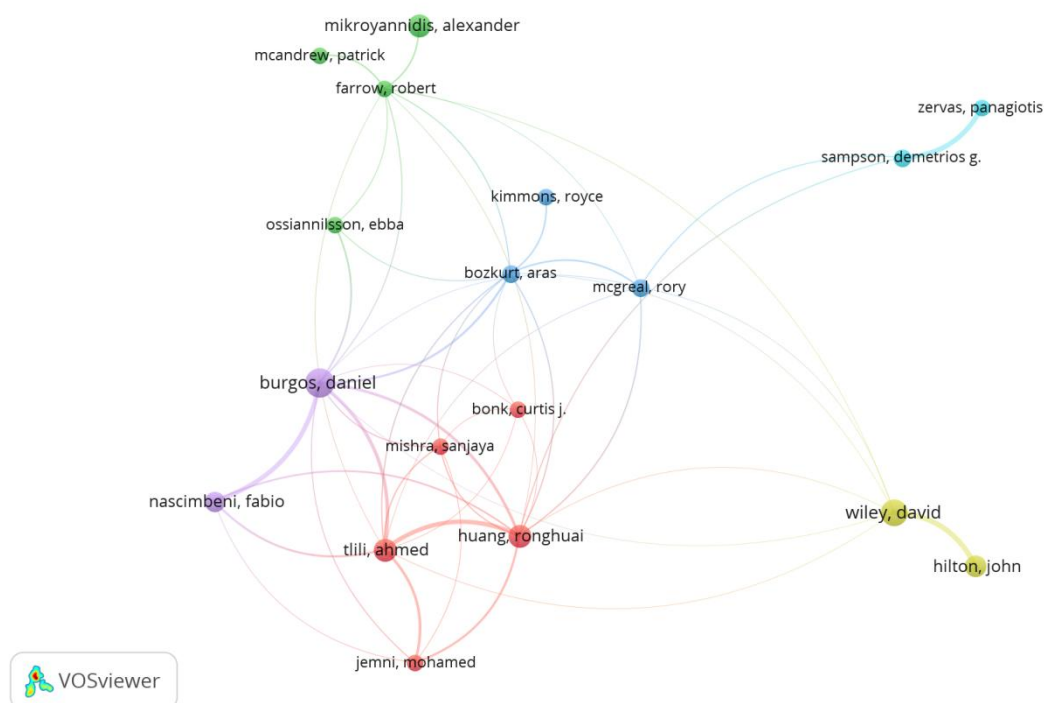 mikroyannidis, alexander
mcandrew, patrick
farrow, robert
zervas, panagiotis
sampson, demetrios g.
kimmons, royce
ossiannilsson, ebba
bozkurt, aras
mcgreal, rory
burgos, daniel
bonk, curtis j.
mishra, sanjaya
nascimbeni, fabio
wiley, david
huang, ronghuai
tlili, ahmed
hilton, john
jemni, mohamed
VOSviewer